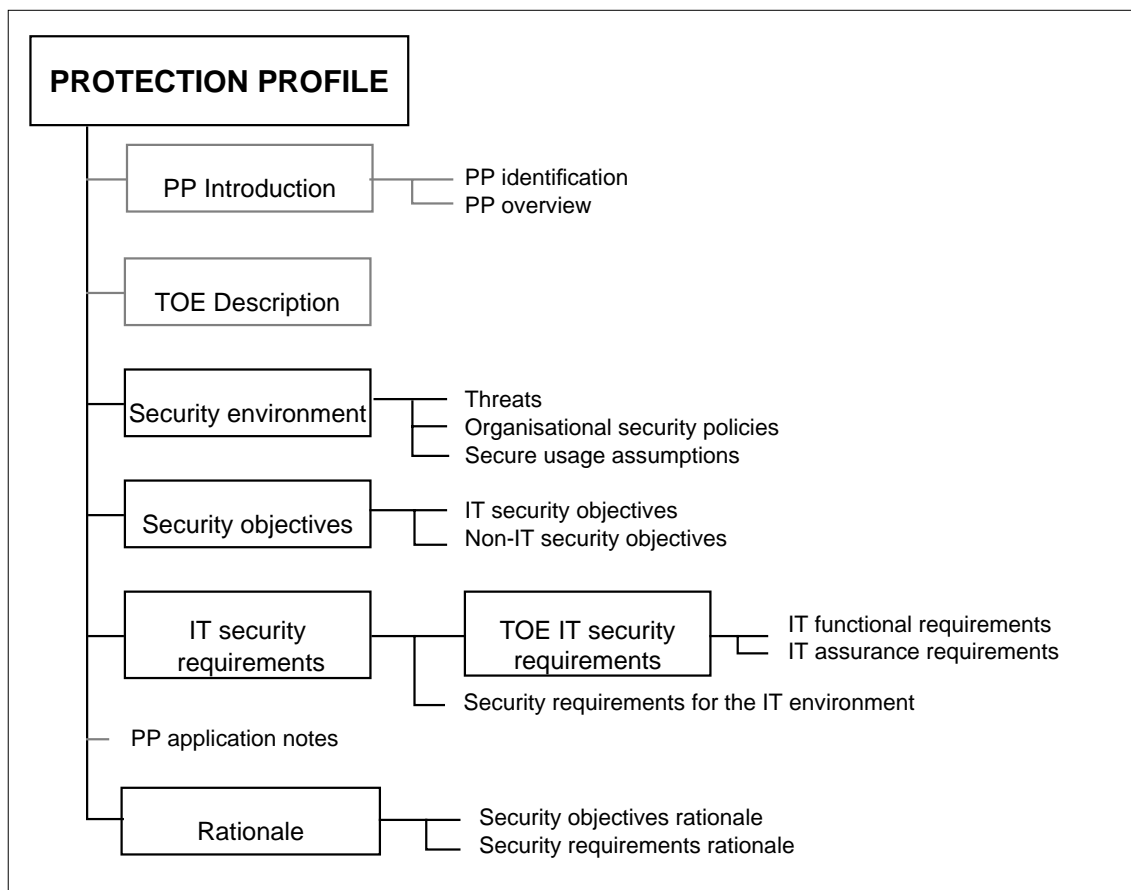 PROTECTION PROFILE
PP Introduction
PP identification
PP overview
TOE Description
Security environment
Threats
Organisational security policies
Secure usage assumptions
Security objectives
IT security objectives
Non-IT security objectives
IT security
requirements
TOE IT security
requirements
IT functional requirements
IT assurance requirements
Security requirements for the IT environment
PP application notes
Rationale
Security objectives rationale
Security requirements rationale